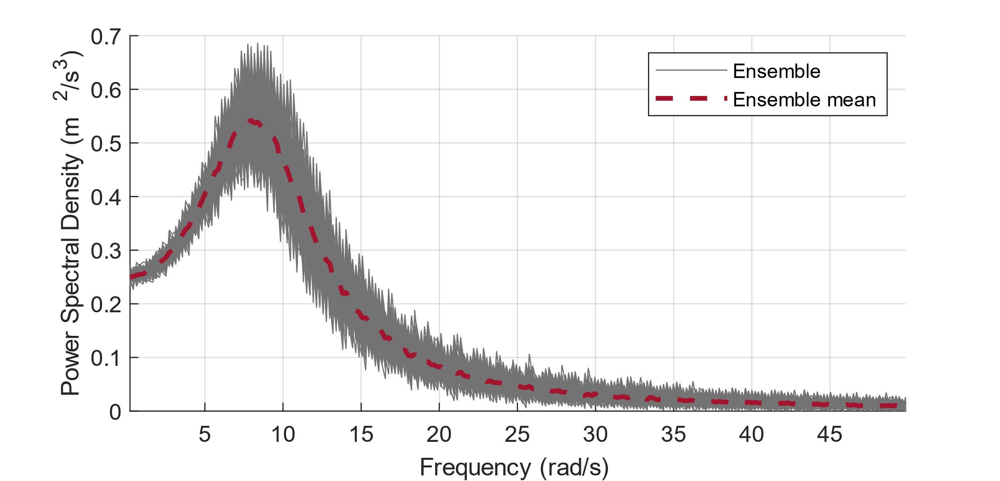 0.7
0.6
0.5
0.4
0.3
0.2
0.1
0
Power Spectral Density (m ²/s³)
Ensemble
Ensemble mean
5 10 15 20 25 30 35 40 45
Frequency (rad/s)